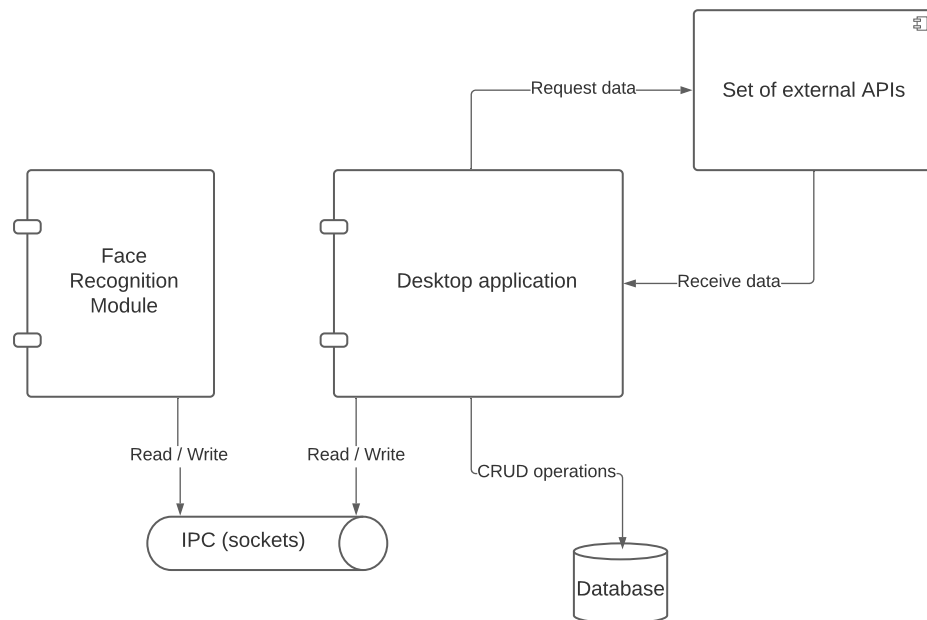 Request data
Set of external APIs
Face
Recognition
Module
Desktop application
Receive data
Read / Write
Read / Write
CRUD operations
IPC (sockets)
Database